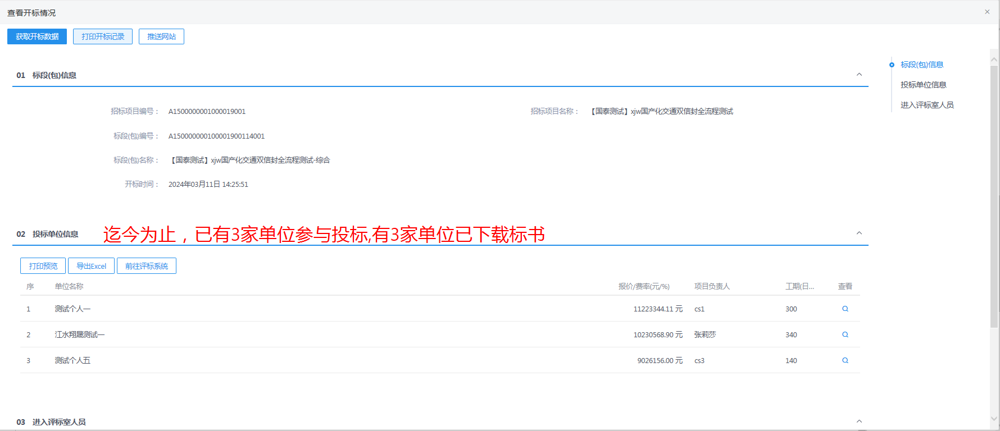 查看开标情况
获取开标数据 打印开标记录 推送网站
01 标段(包)信息
标段(包)信息
投标单位信息
进入评标室人员
招标项目编号： A1500000001000019001 招标项目名称： 【国泰测试】xjw国产化交通双信封全流程测试
标段(包)编号： A150000000100001900114001
标段(包)名称： 【国泰测试】xjw国产化交通双信封全流程测试-综合
开标时间： 2024年03月11日 14:25:51
02 投标单位信息 迄今为止，已有3家单位参与投标,有3家单位已下载标书
打印预览 导出Excel 前往评标系统
序 单位名称 报价/费率(元/%) 项目负责人 工期(日... 查看
1 测试个人一 11223344.11 元 cs1 300
2 江水翔晟测试一 10230568.90 元 张莉莎 340
3 测试个人五 9026156.00 元 cs3 140
03 进入评标室人员